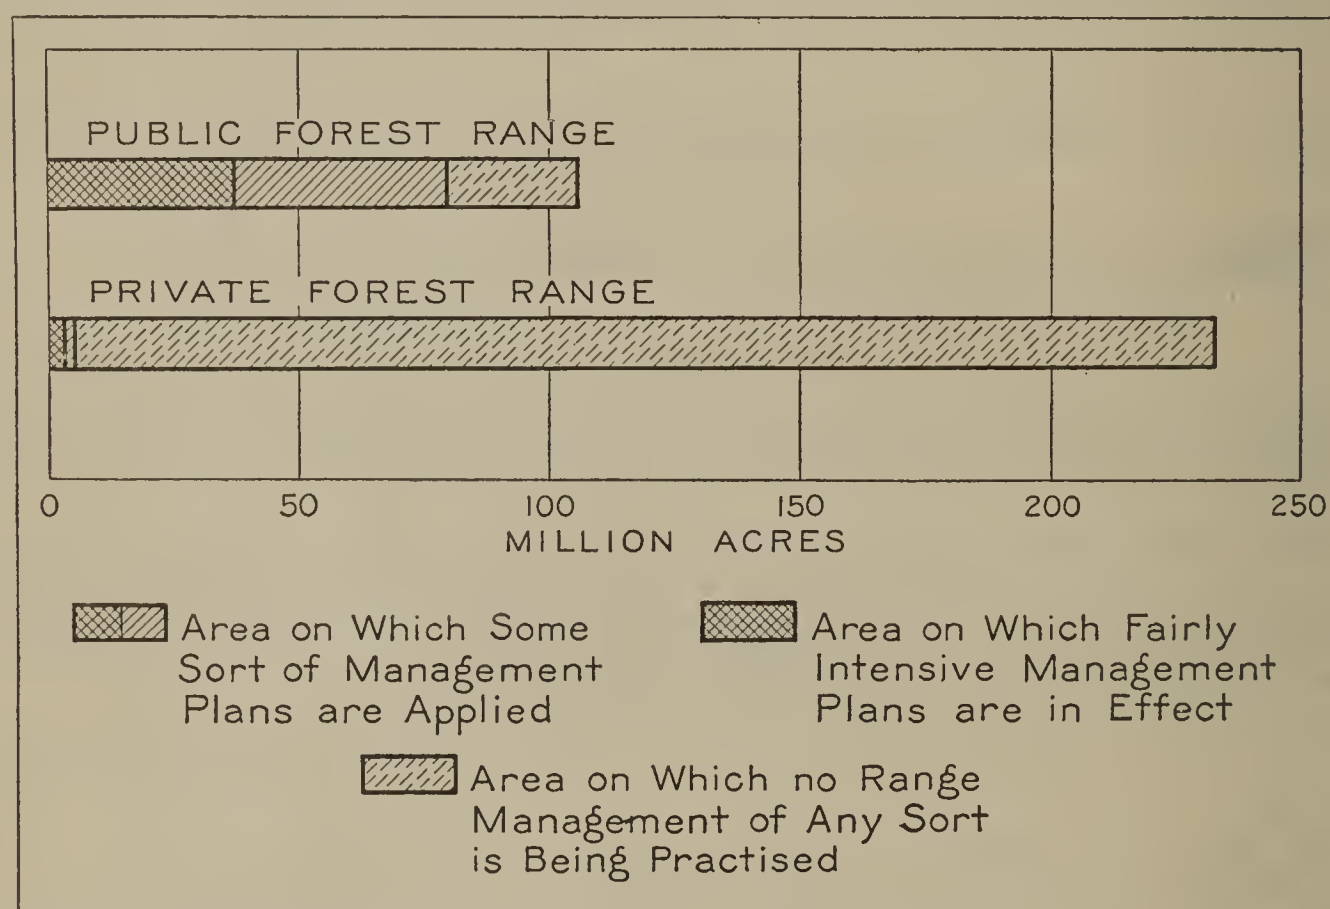 PUBLIC FOREST RANGE
PRIVATE FOREST RANGE
0 50 100 150 200 250
MILLION ACRES
Area on Which Some
Sort of Management
Plans are Applied
Area on Which Fairly
Intensive Management
Plans are in Effect
Area on Which no Range
Management of Any Sort
is Being Practised